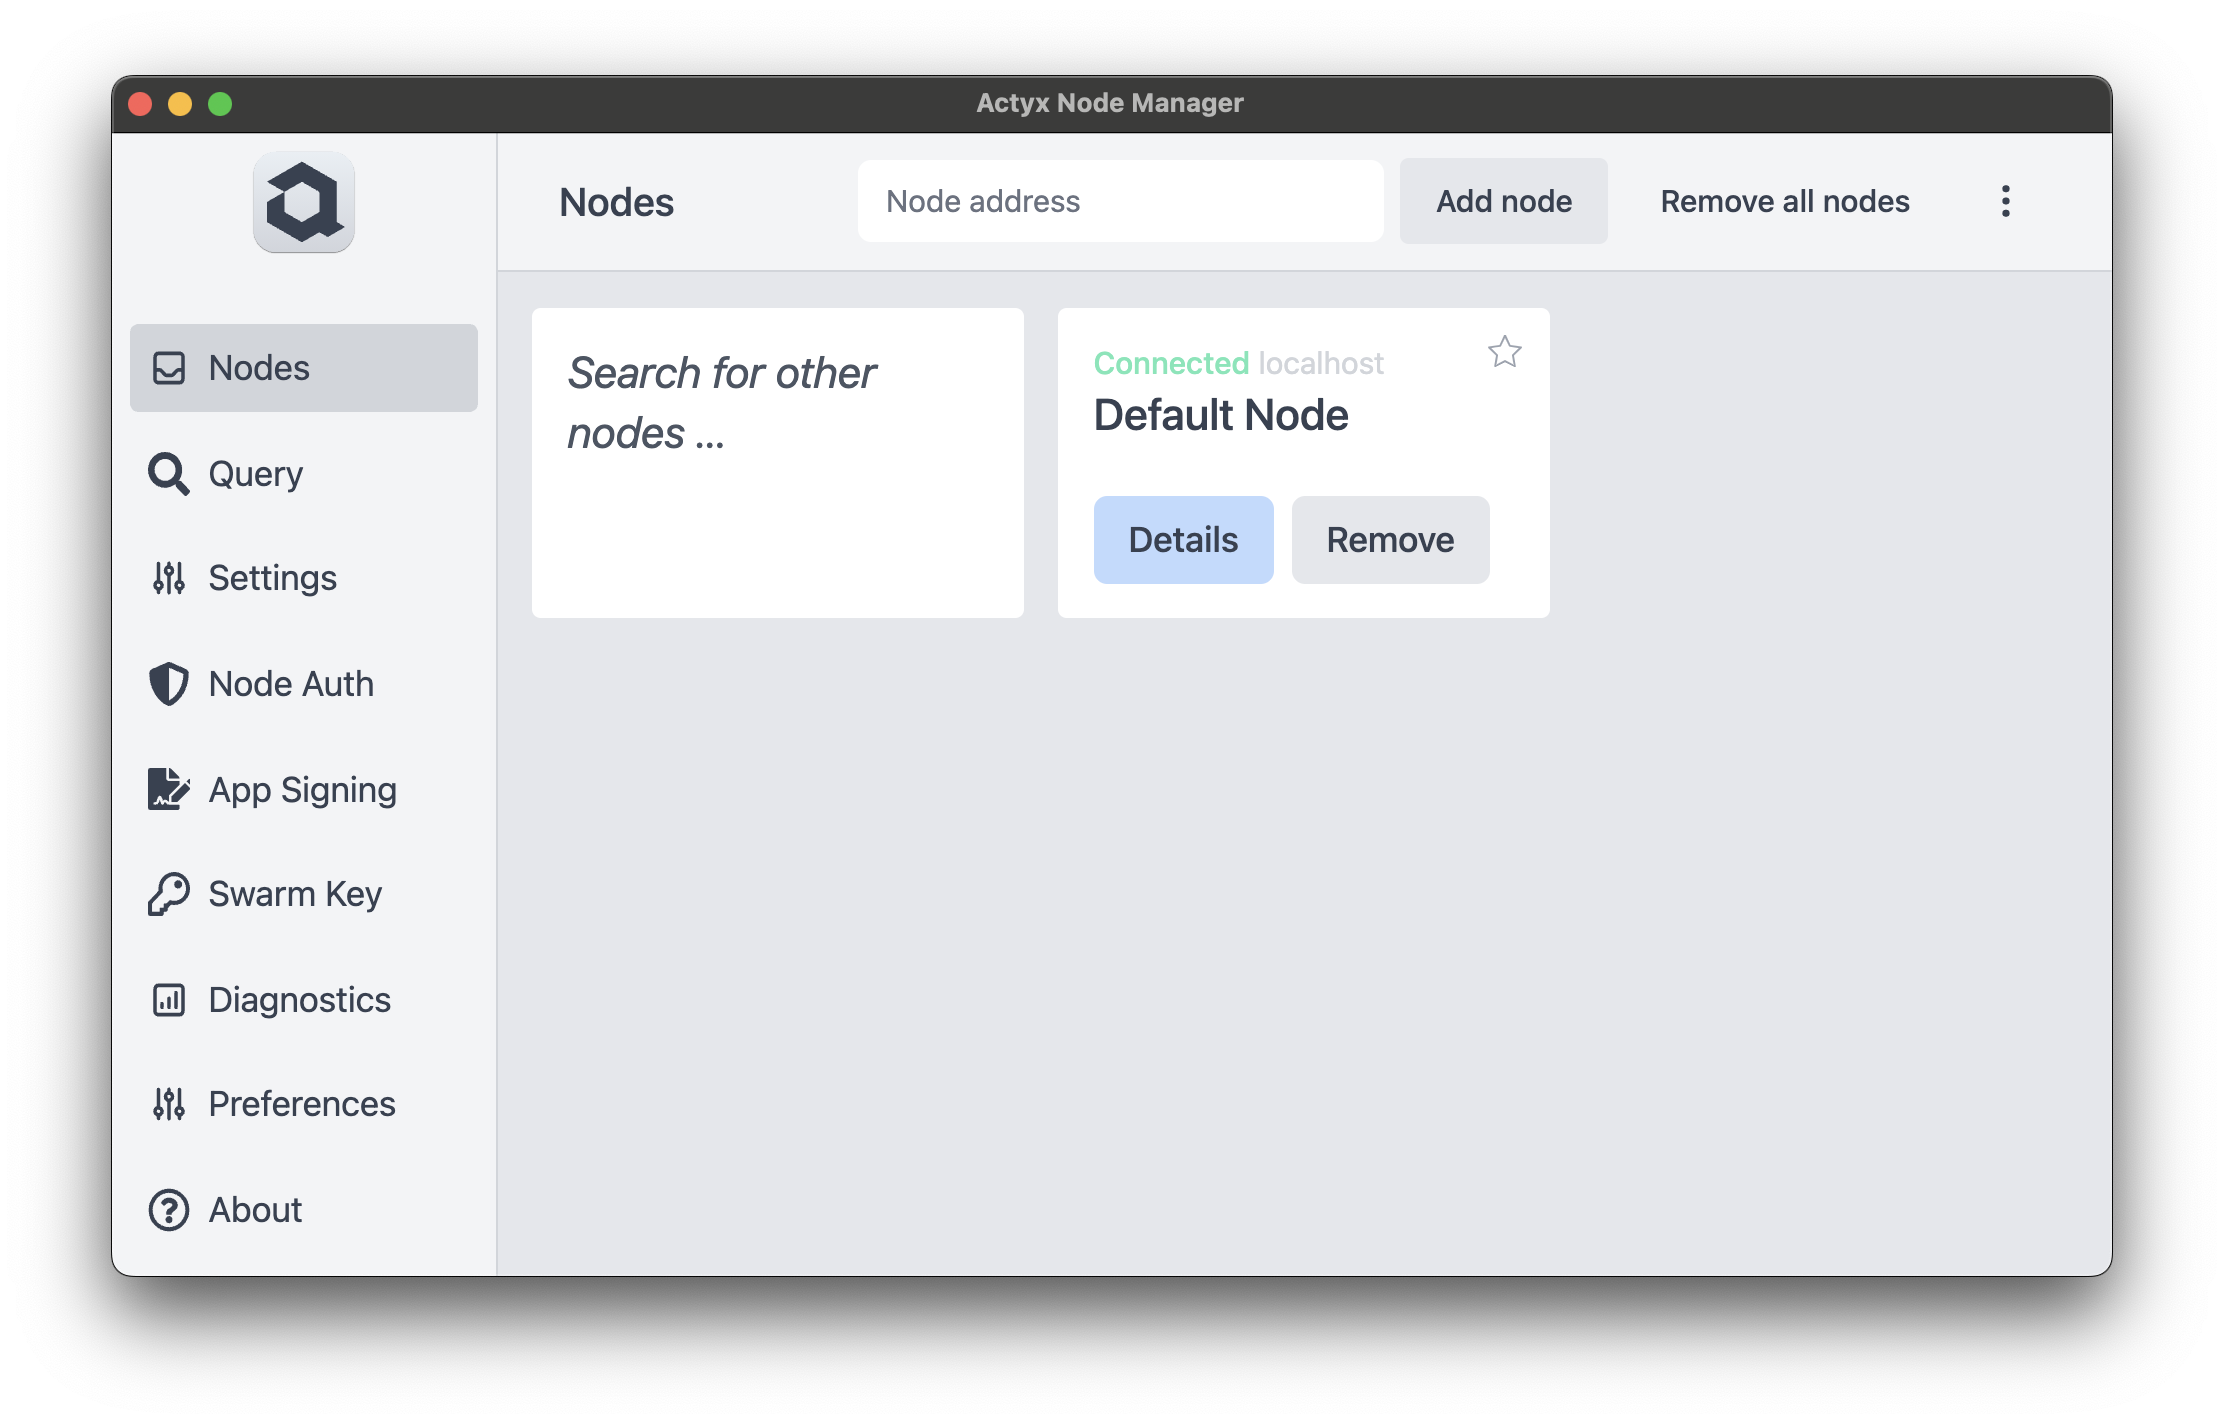 Actyx Node Manager
Nodes
Node address
Add node
Remove all nodes
Nodes
Query
Settings
Node Auth
App Signing
Swarm Key
Diagnostics
Preferences
About
Search for other
nodes ...
Connected localhost
Default Node
Details
Remove